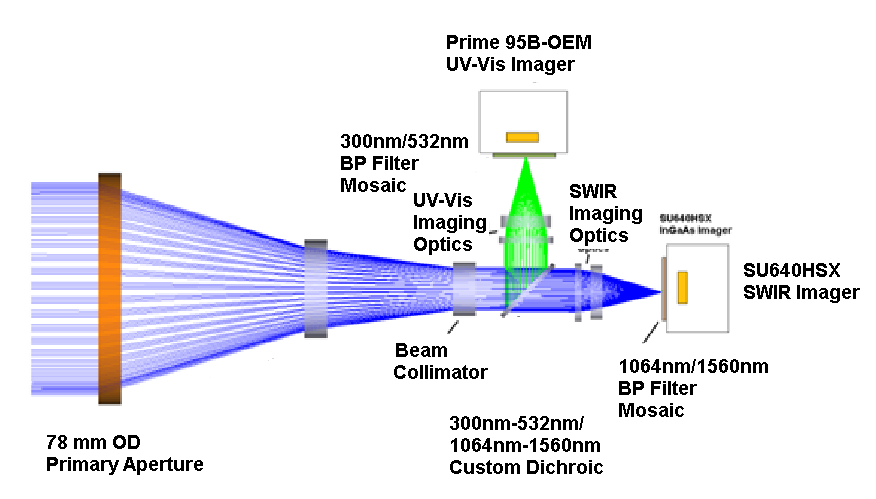 Prime 95B-OEM
UV-Vis Imager
300nm/532nm
BP Filter
Mosaic
UV-Vis
Imaging
Optics
SWIR
Imaging
Optics
SU640HSX
InGaAs Imager
SU640HSX
SWIR Imager
Beam
Collimator
1064nm/1560nm
BP Filter
Mosaic
300nm-532nm/
1064nm-1560nm
Custom Dichroic
78 mm OD
Primary Aperture